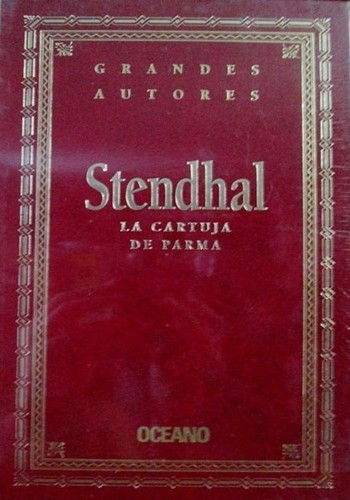 GRANDES
AUTORES
Stendhal
LA CARTUJA
DE PARMA
OCEANO